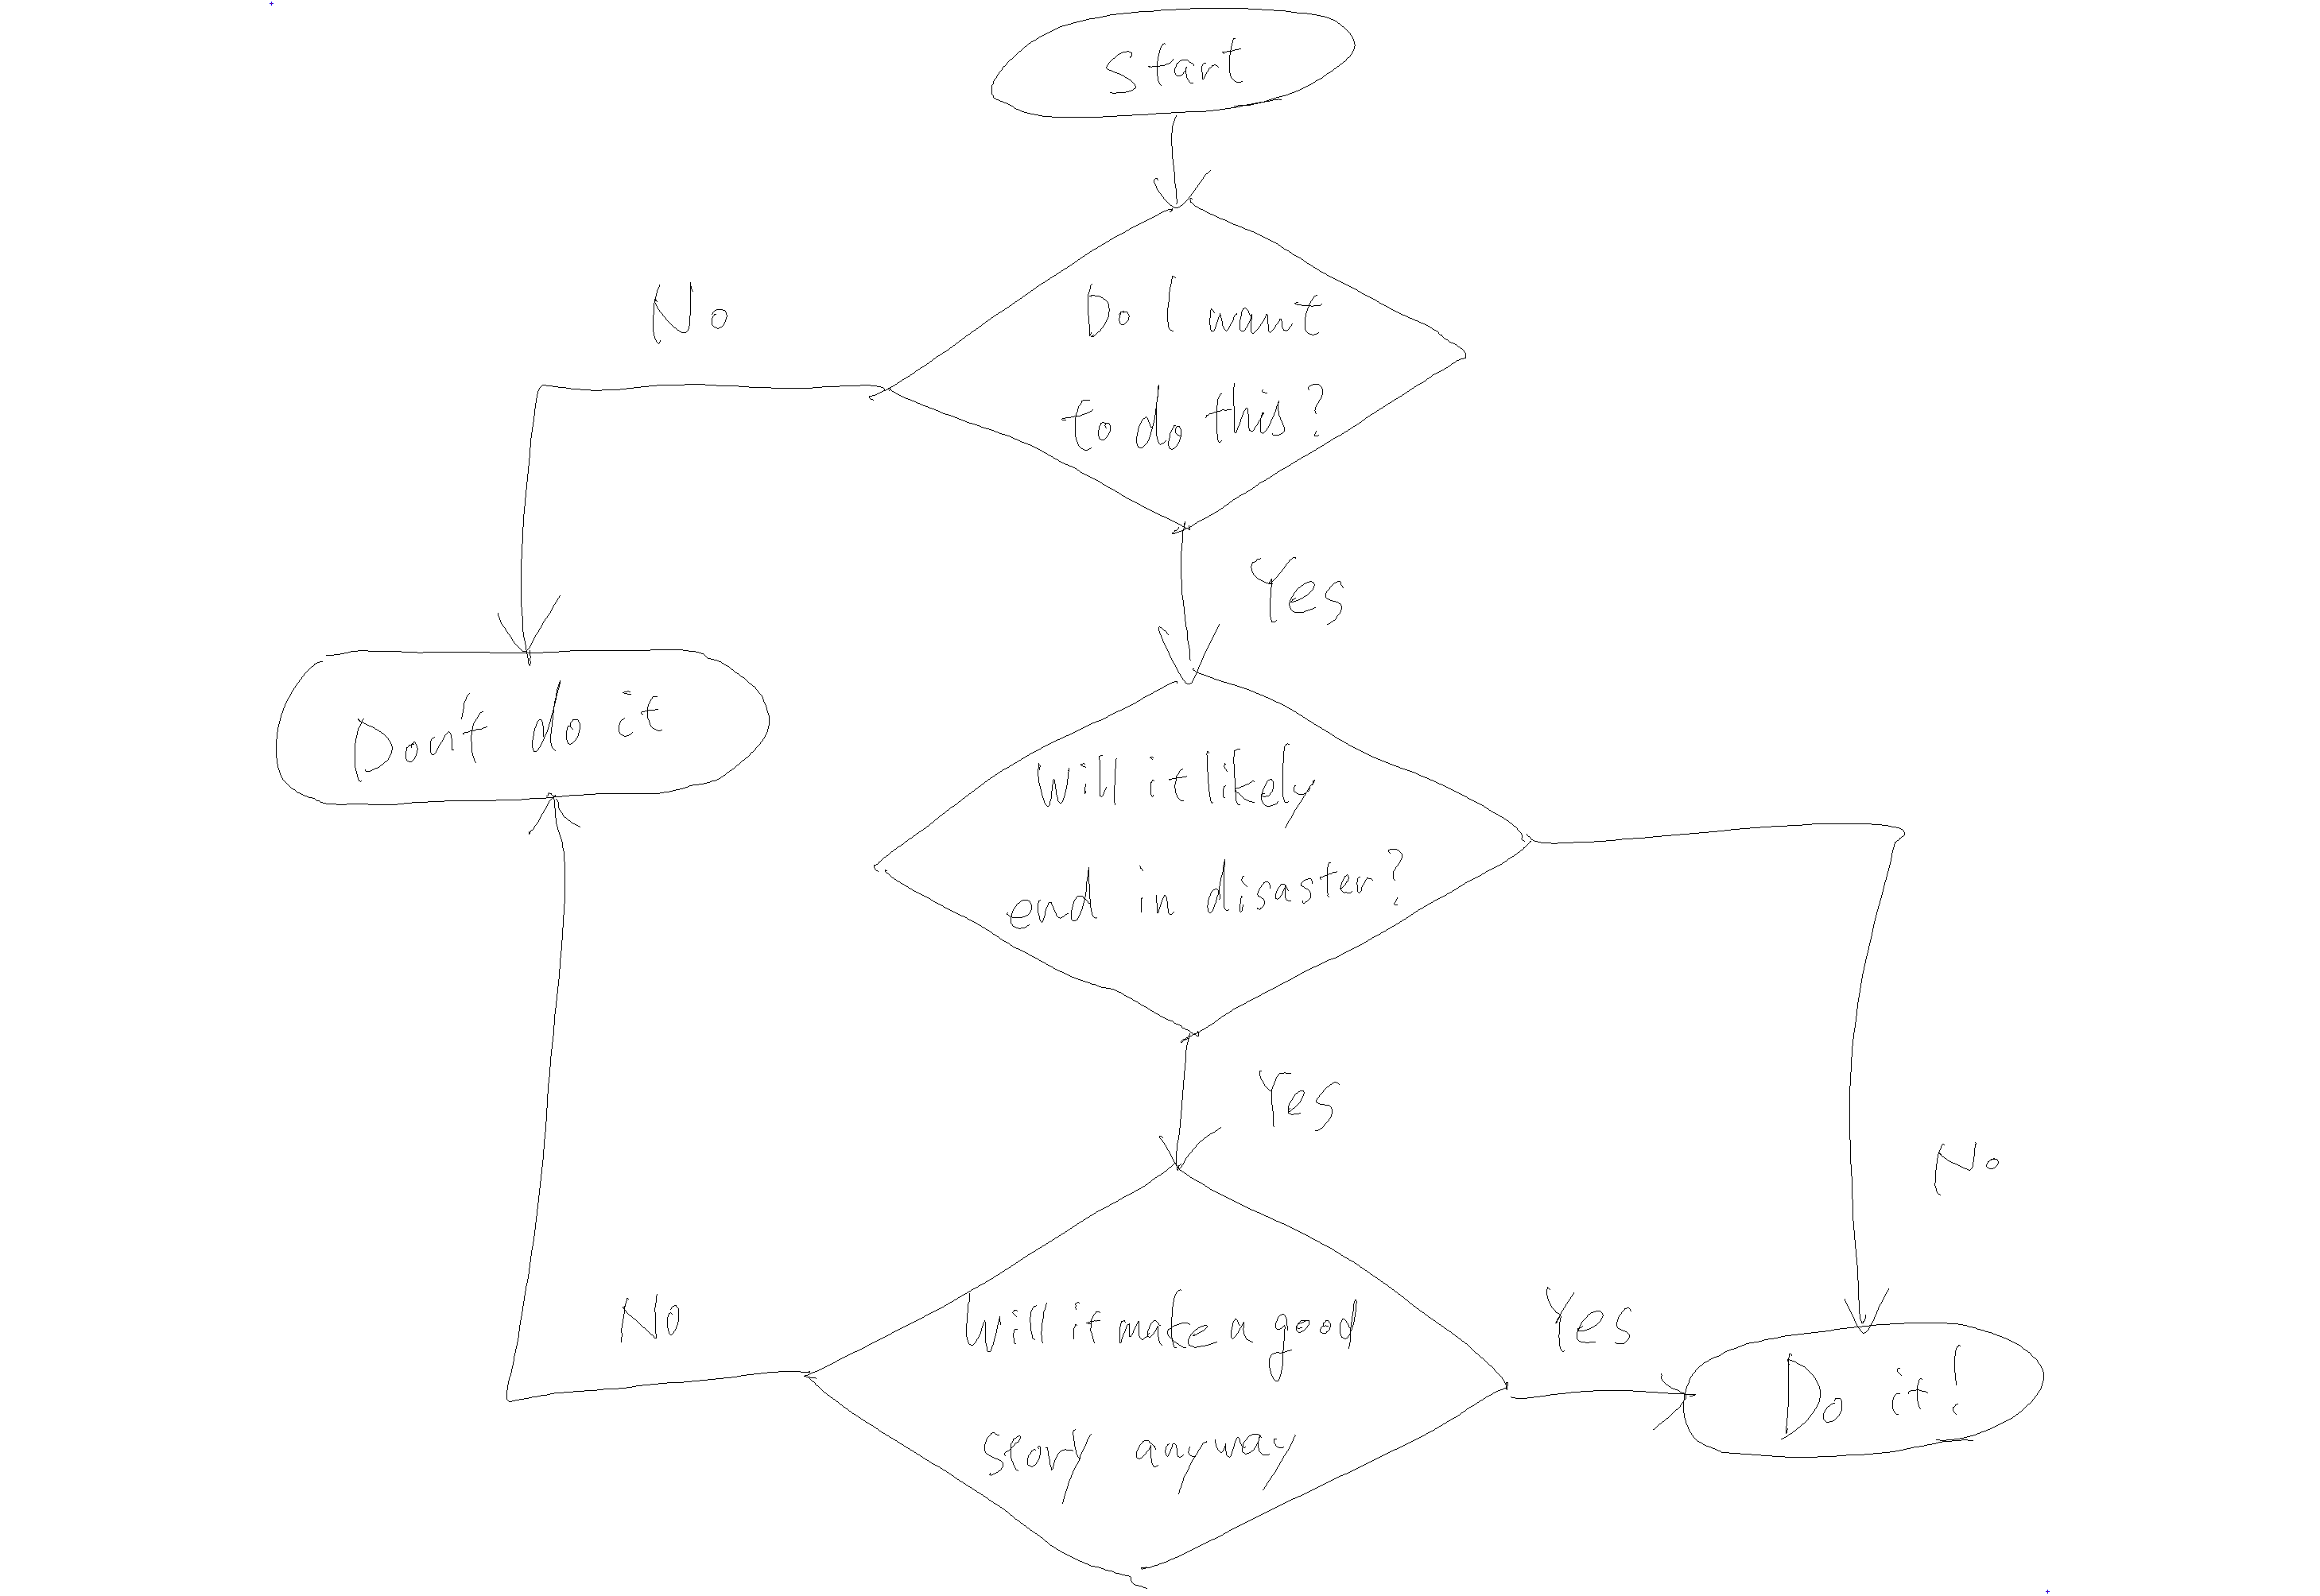 Start
No
Do I want
to do this?
Yes
Don't do it
Will it likely
end in disaster?
Yes
No
No
Will it make a good
story anyway
Yes
Do it!